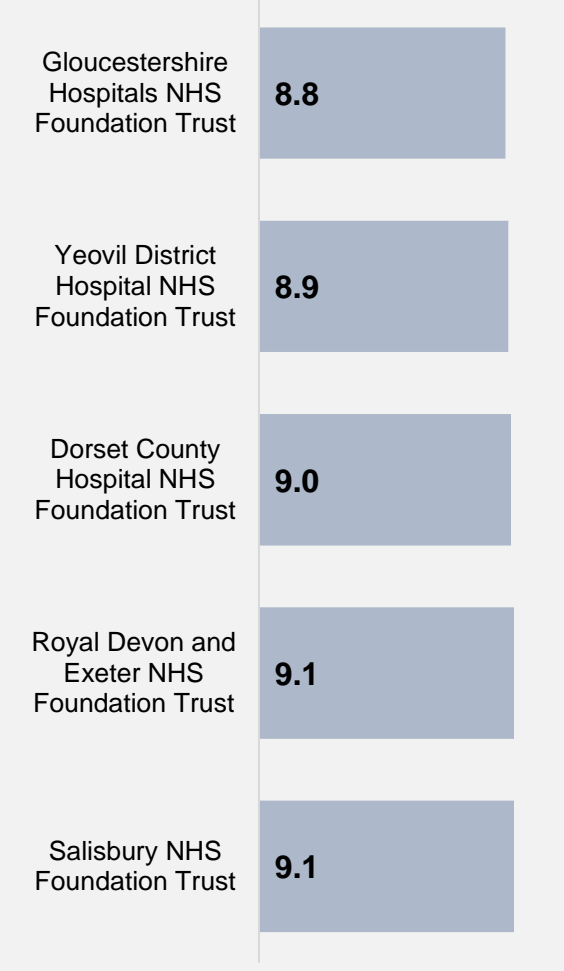 Gloucestershire
Hospitals NHS
Foundation Trust
8.8
Yeovil District
Hospital NHS
Foundation Trust
8.9
Dorset County
Hospital NHS
Foundation Trust
9.0
Royal Devon and
Exeter NHS
Foundation Trust
9.1
Salisbury NHS
Foundation Trust
9.1